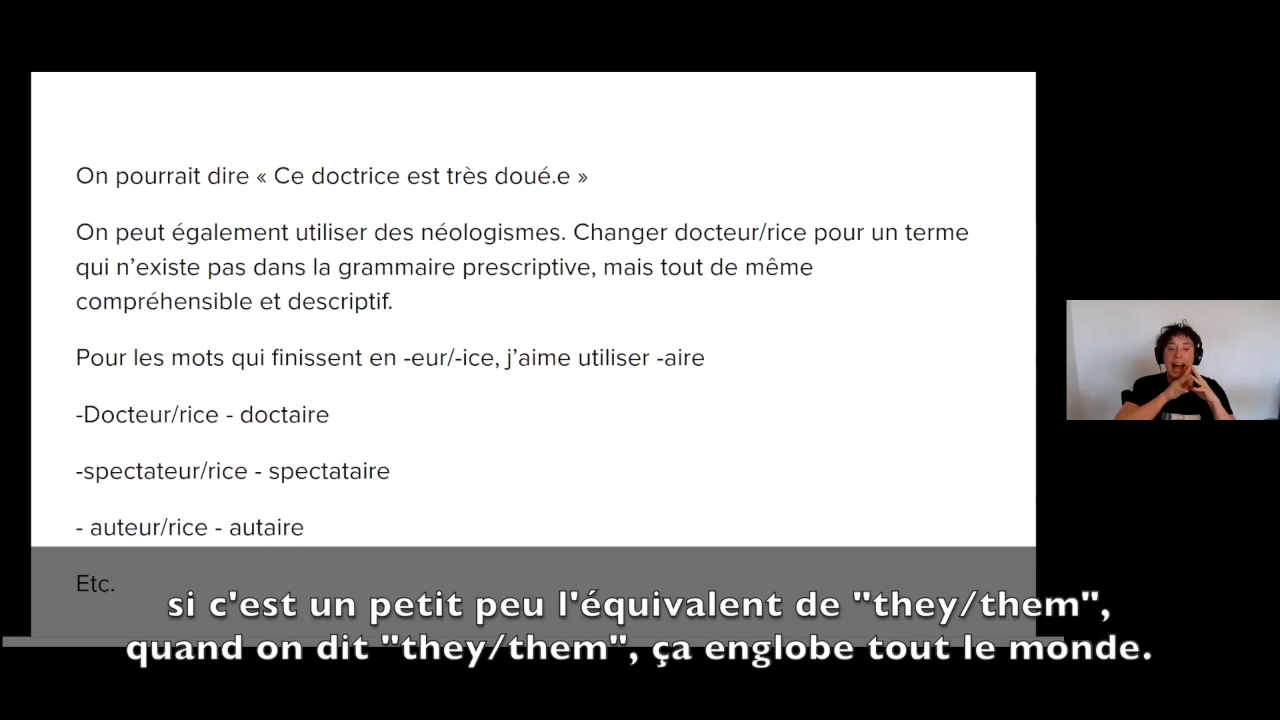 On pourrait dire « Ce doctrice est très doué.e »
On peut également utiliser des néologismes. Changer docteur/rice pour un terme
qui n’existe pas dans la grammaire prescriptive, mais tout de même
compréhensible et descriptif.
Pour les mots qui finissent en -eur/-ice, j’aime utiliser -aire
-Docteur/rice - doctaire
-spectateur/rice - spectataire
- auteur/rice - autaire
Etc.
si c'est un petit peu l'équivalent de "they/them",
quand on dit "they/them", ça englobe tout le monde.